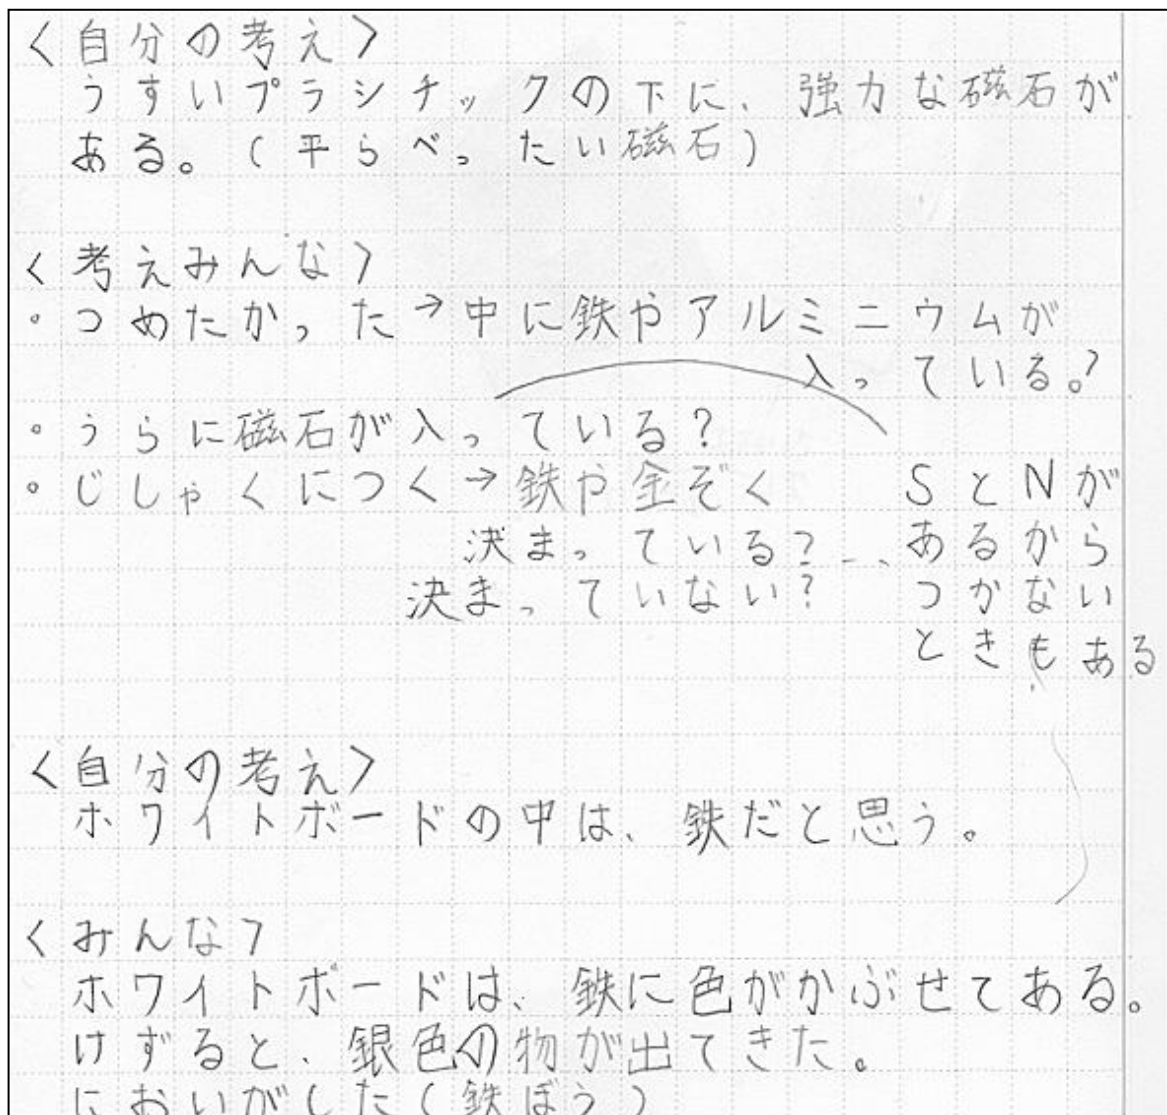 〈自分の考え〉
うすいプラシチックの下に、強力な磁石が
ある。(平らべったい磁石)
〈考えみんな〉
・つめたかった→中に鉄やアルミニウムが
入っている。?
・うらに磁石が入っている?
・じしゃくにつく→鉄や金ぞく
決まっている?…
決まっていない?
SとNが
あるから
つかない
ときもある
〈自分の考え〉
ホワイトボードの中は、鉄だと思う。
〈みんな〉
ホワイトボードは、鉄に色がかぶせてある。
けずると、銀色の物が出てきた。
においがした(鉄ぼう)